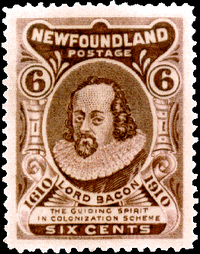 NEWFOUNDLAND
POSTAGE
6 6
1610 1910
LORD BACON
THE GUIDING SPIRIT
IN COLONIZATION SCHEME
SIX CENTS